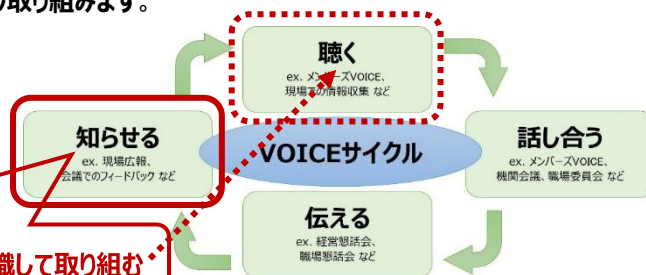 り取り組みます。
聴く
ex. メンバーズVOICE、
現場での情報収集 など
知らせる
ex. 現場広報、
会議でのフィードバック など
VOICEサイクル
話し合う
ex. メンバーズVOICE、
機関会議、職場委員会 など
伝える
ex. 経営懇話会、
職場懇話会 など
識して取り組む